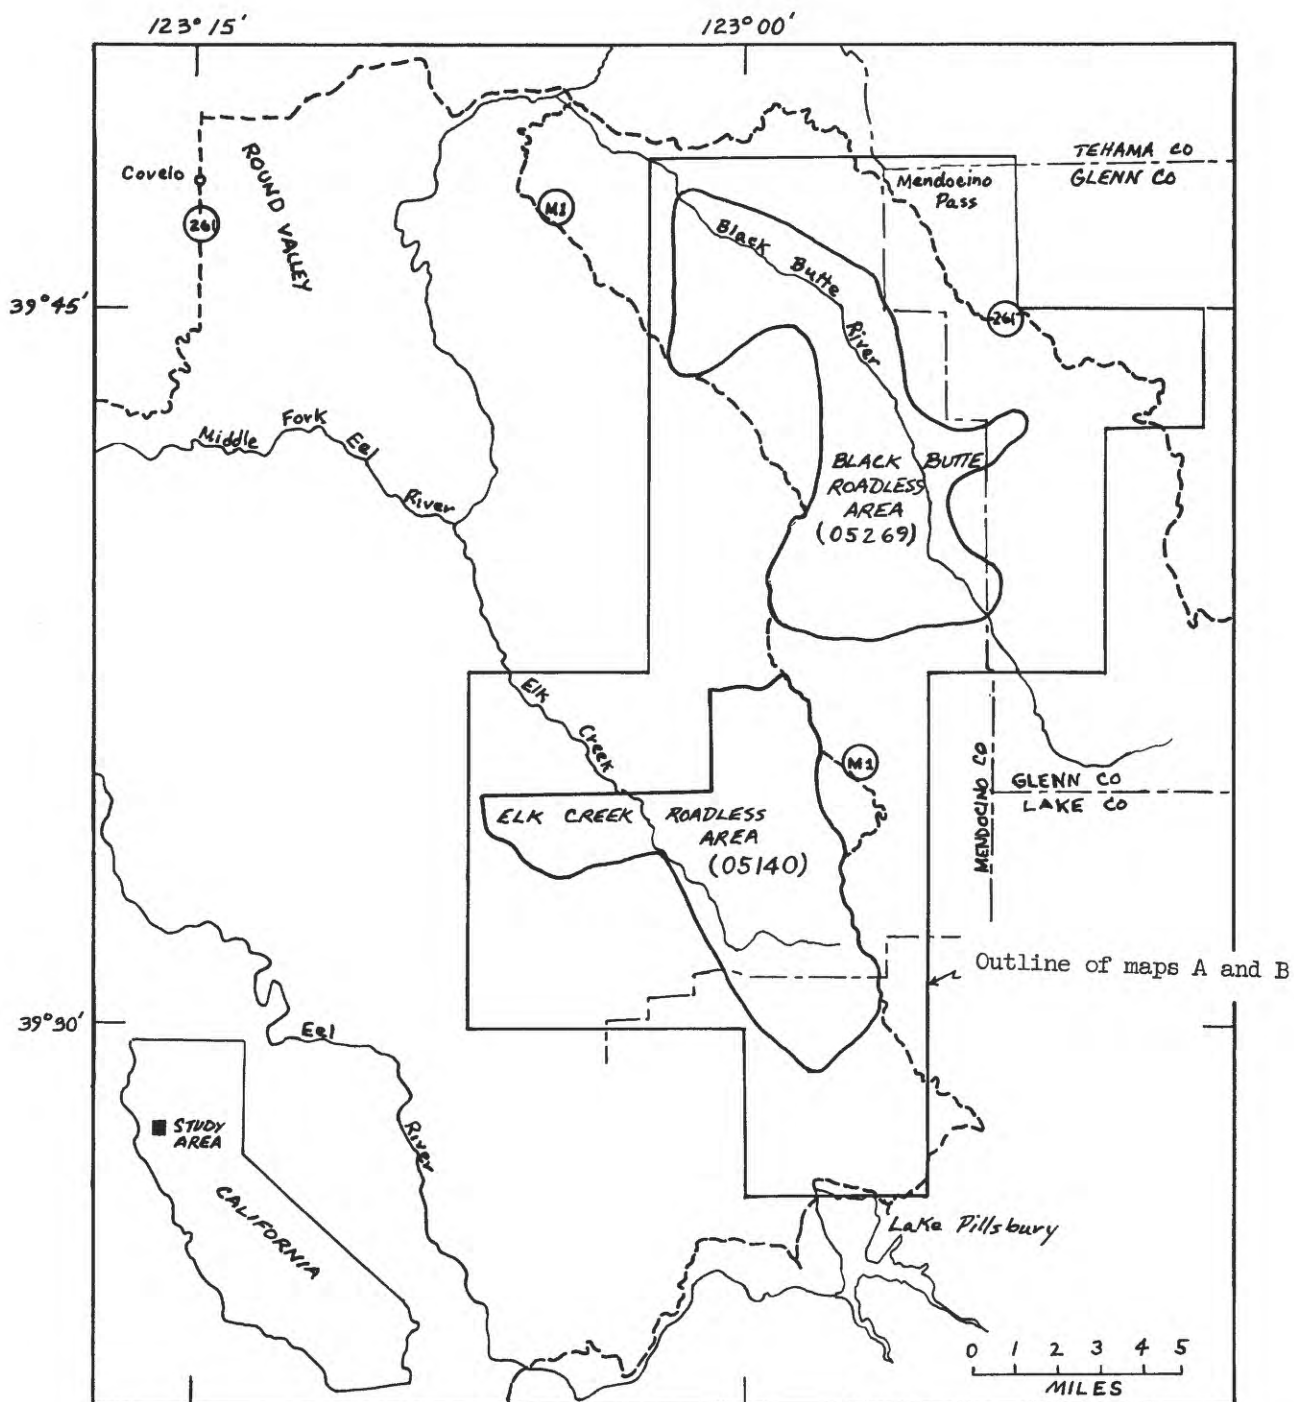 123° 15′
123° 00′
TEHAMA CO
GLENN CO
Mendocino
Pass
Covelo
261
ROUND VALLEY
M1
Black Butte River
39°45′
261
Middle Fork Eel River
BLACK BUTTE
ROADLESS
AREA
(05269)
Elk Creek
M1
MENDOCINO CO
GLENN CO
LAKE CO
ELK CREEK ROADLESS
AREA
(05140)
Outline of maps A and B
39°30′
Eel River
STUDY
AREA
CALIFORNIA
Lake Pillsbury
0 1 2 3 4 5
MILES